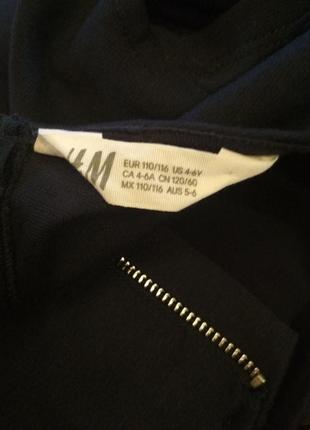 H&M
EUR 110/116 US 4-6Y
CA 4-6A CN 120/60
MX 110/116 AUS 5-6